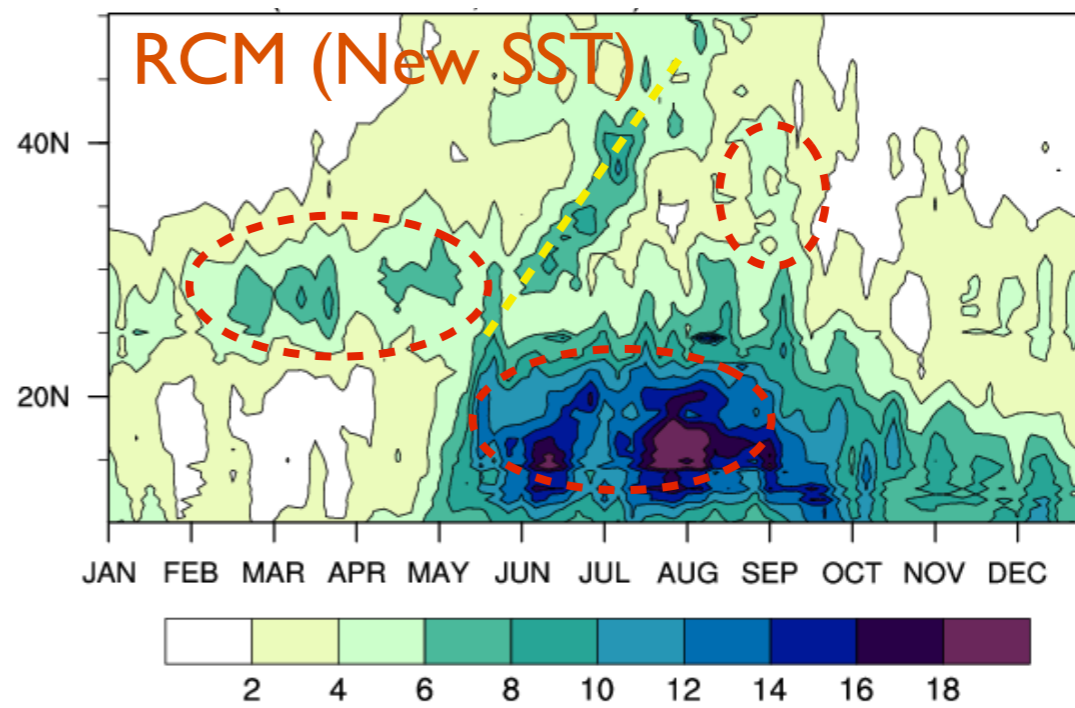 RCM (New SST)
40N
20N
JAN FEB MAR APR MAY JUN JUL AUG SEP OCT NOV DEC
2 4 6 8 10 12 14 16 18